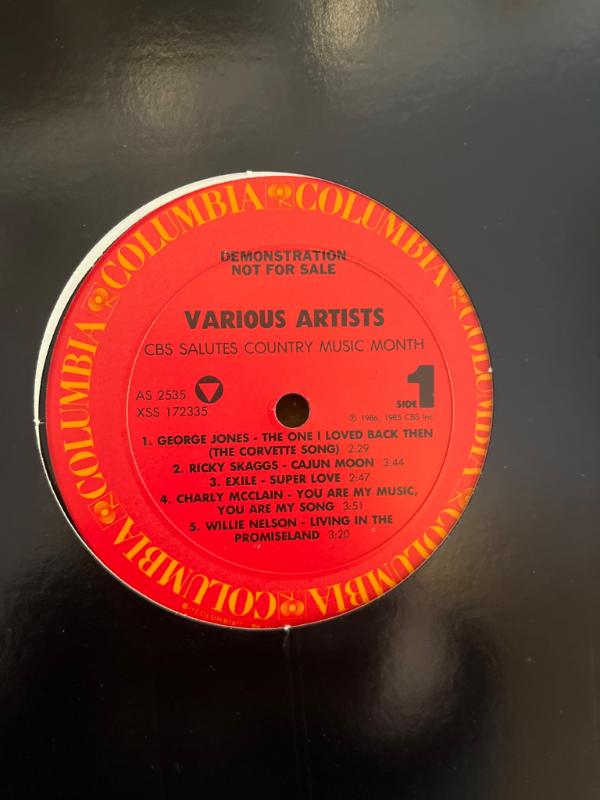 COLUMBIA COLUMBIA COLUMBIA COLUMBIA COLUMBIA COLUMBIA
DEMONSTRATION
NOT FOR SALE
VARIOUS ARTISTS
CBS SALUTES COUNTRY MUSIC MONTH
AS 2535
XSS 172335
SIDE 1
℗ 1986, 1985 CBS Inc.
1. GEORGE JONES - THE ONE I LOVED BACK THEN
(THE CORVETTE SONG) 2:29
2. RICKY SKAGGS - CAJUN MOON 3:44
3. EXILE - SUPER LOVE 2:47
4. CHARLY MCCLAIN - YOU ARE MY MUSIC,
YOU ARE MY SONG 3:51
5. WILLIE NELSON - LIVING IN THE
PROMISELAND 3:20